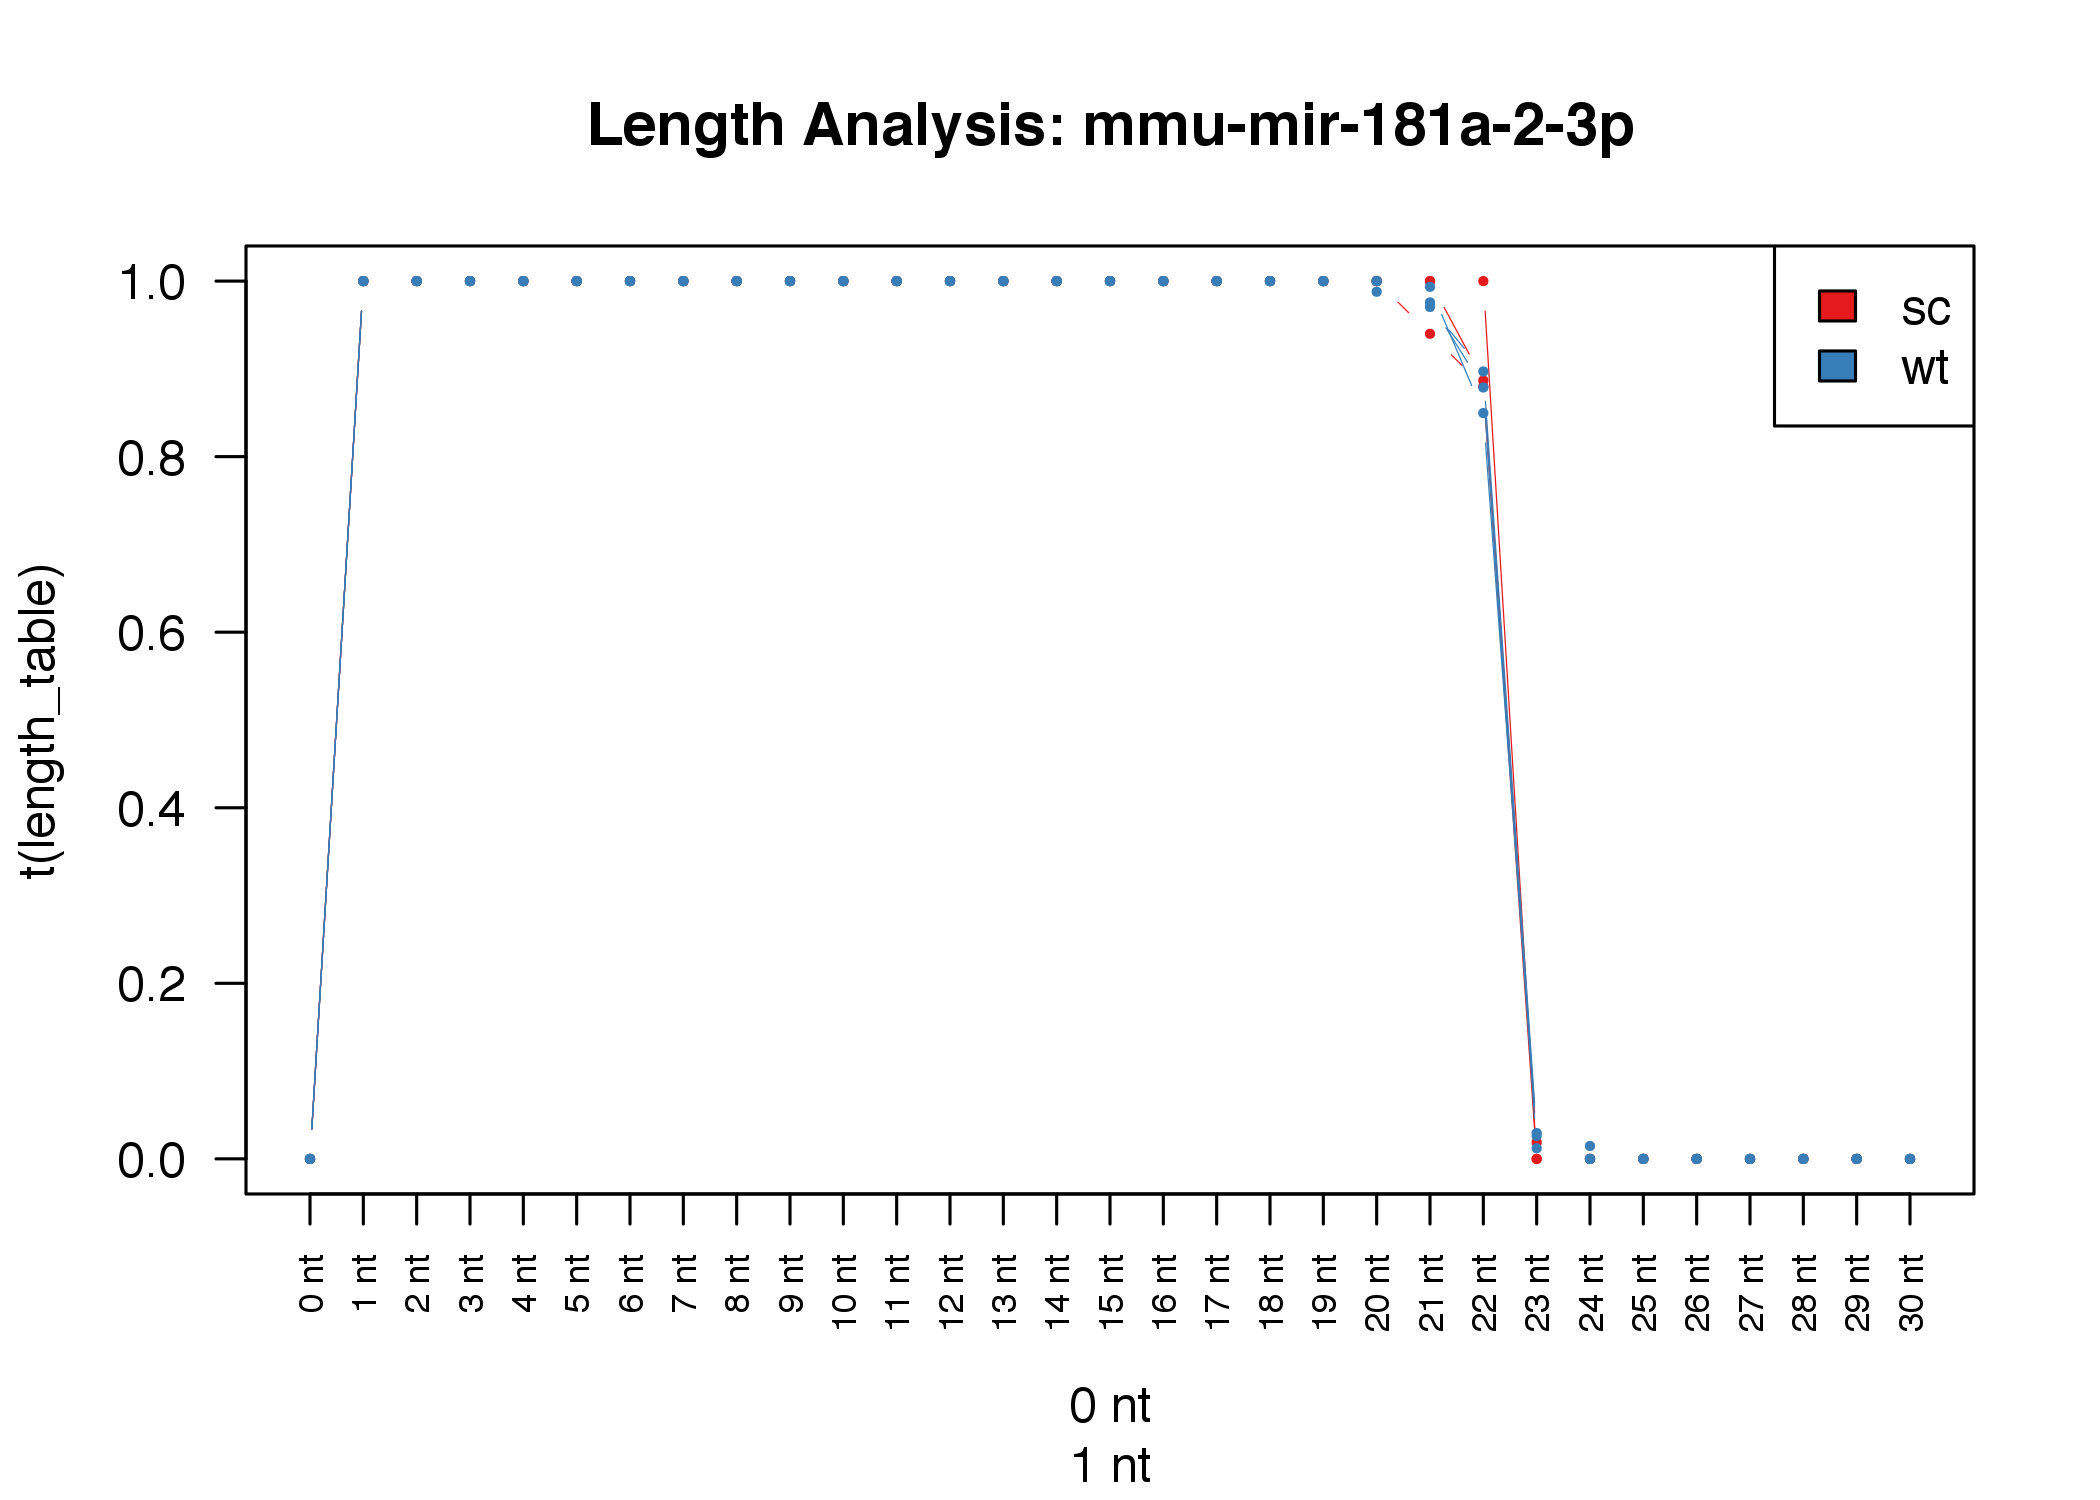 Length Analysis: mmu-mir-181a-2-3p
sc
wt
1.0
0.8
0.6
0.4
0.2
0.0
t(length_table)
0 nt
1 nt
2 nt
3 nt
4 nt
5 nt
6 nt
7 nt
8 nt
9 nt
10 nt
11 nt
12 nt
13 nt
14 nt
15 nt
16 nt
17 nt
18 nt
19 nt
20 nt
21 nt
22 nt
23 nt
24 nt
25 nt
26 nt
27 nt
28 nt
29 nt
30 nt
0 nt
1 nt